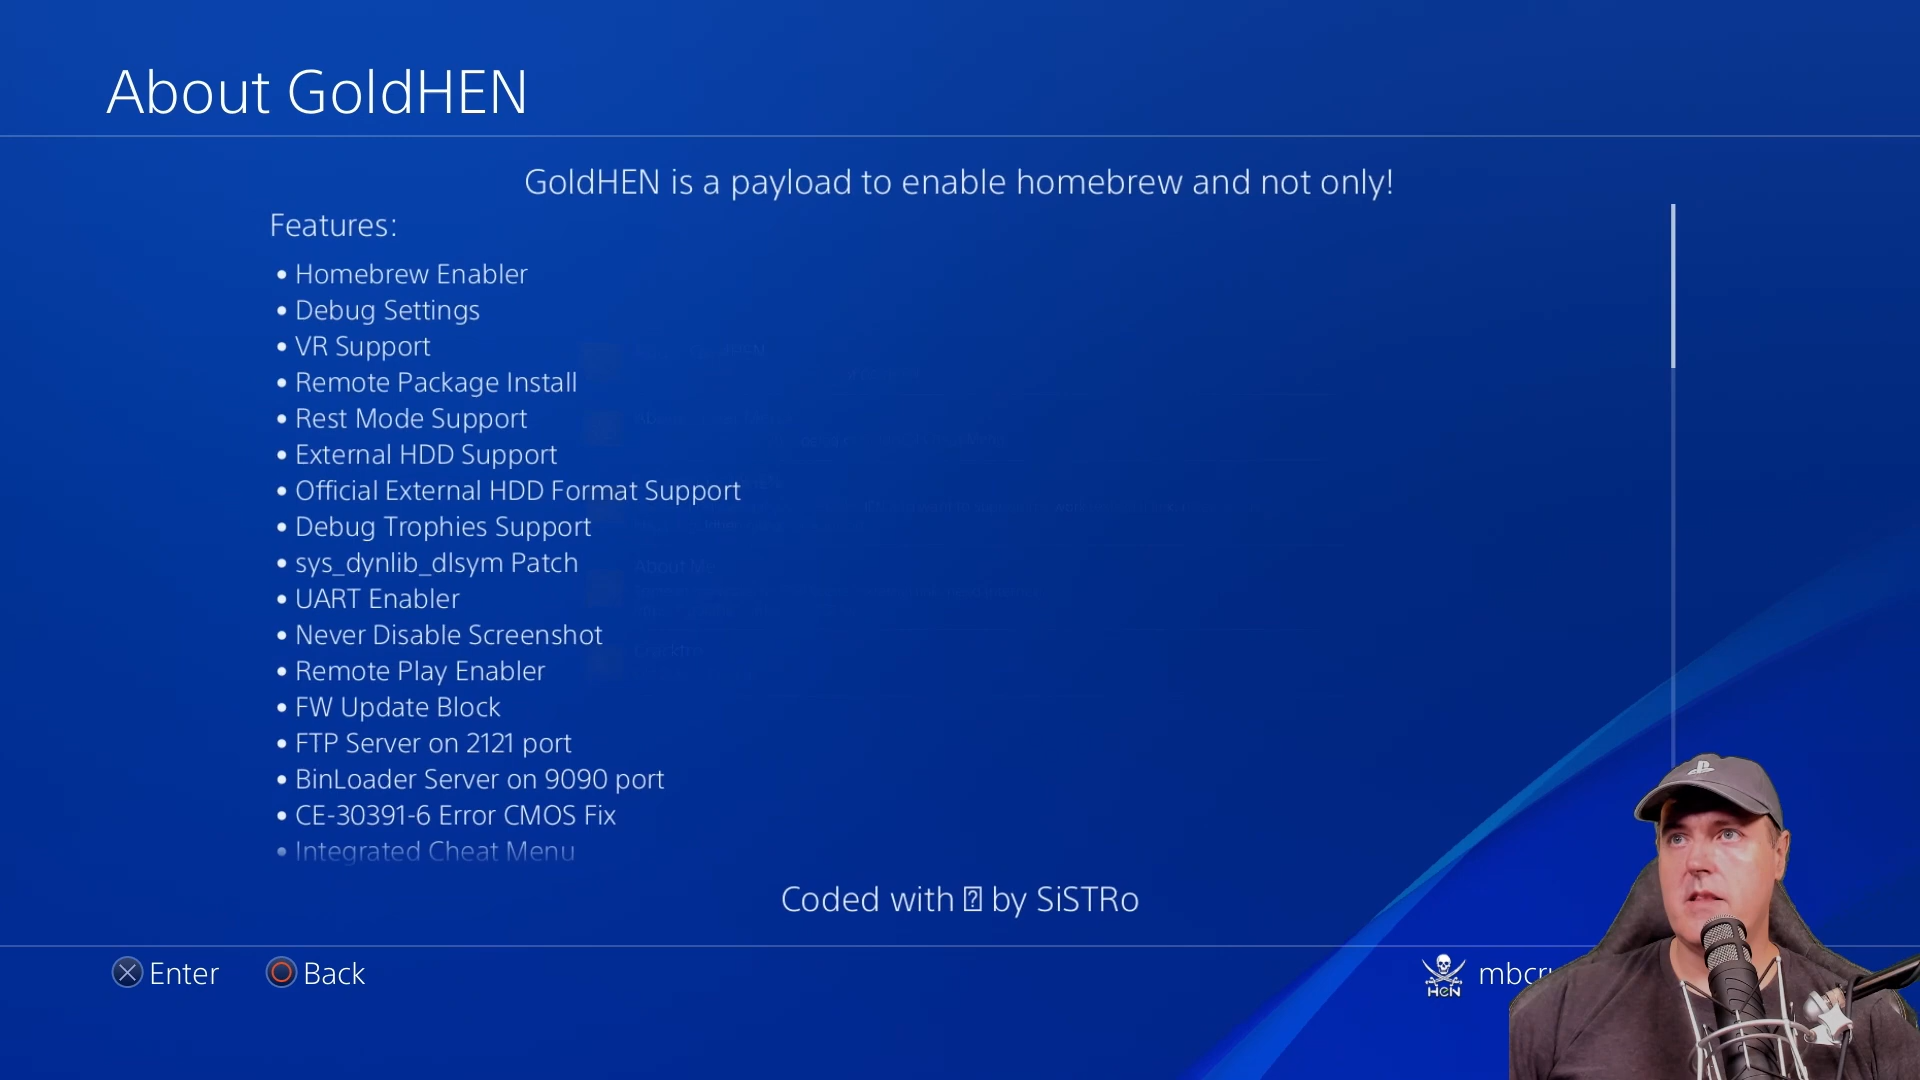 About GoldHEN
GoldHEN is a payload to enable homebrew and not only!
Features:
• Homebrew Enabler
• Debug Settings
• VR Support
• Remote Package Install
• Rest Mode Support
• External HDD Support
• Official External HDD Format Support
• Debug Trophies Support
• sys_dynlib_dlsym Patch
• UART Enabler
• Never Disable Screenshot
• Remote Play Enabler
• FW Update Block
• FTP Server on 2121 port
• BinLoader Server on 9090 port
• CE-30391-6 Error CMOS Fix
• Integrated Cheat Menu
Coded with ⍰ by SiSTRo
Enter Back HeN